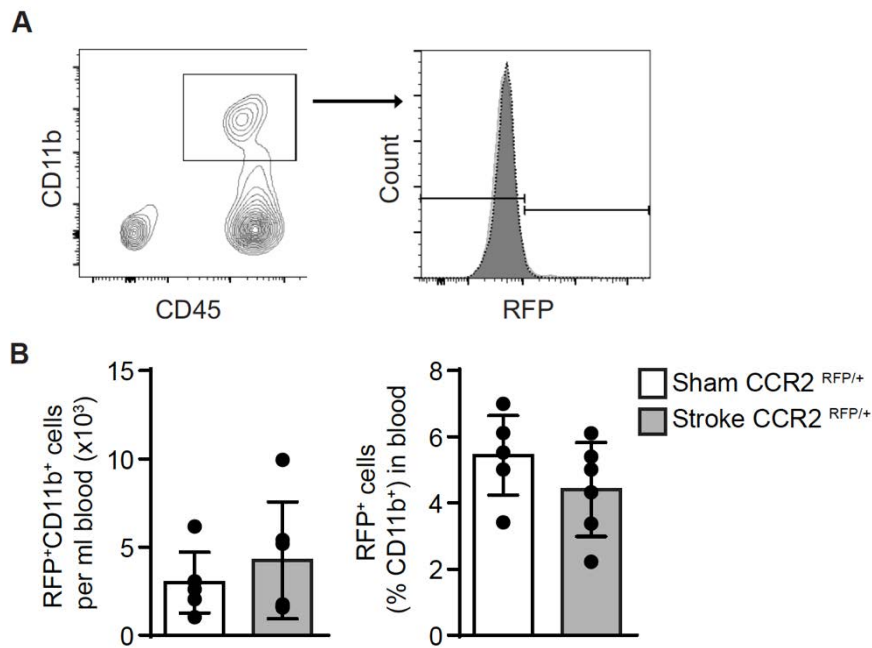 A
CD11b
CD45
Count
RFP
B
RFP⁺CD11b⁺ cells
per ml blood (x10³)
15
10
5
0
RFP⁺ cells
(% CD11b⁺) in blood
8
6
4
2
0
Sham CCR2 ᴿᶠᴾ/⁺
Stroke CCR2 ᴿᶠᴾ/⁺